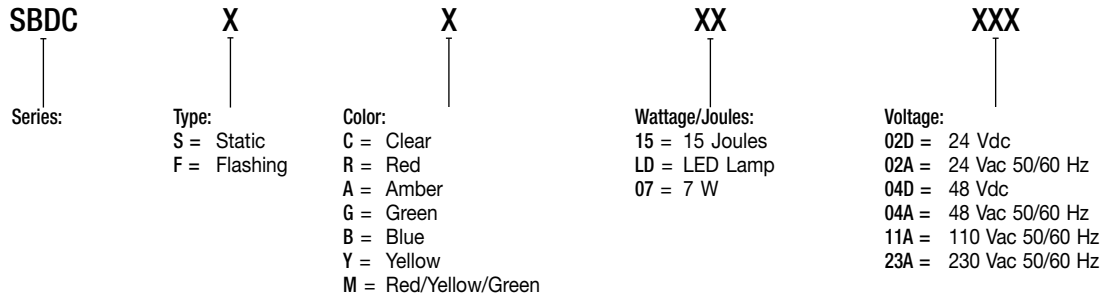 SBDC X X XX XXX
Series:
Type:
S = Static
F = Flashing
Color:
C = Clear
R = Red
A = Amber
G = Green
B = Blue
Y = Yellow
M = Red/Yellow/Green
Wattage/Joules:
15 = 15 Joules
LD = LED Lamp
07 = 7 W
Voltage:
02D = 24 Vdc
02A = 24 Vac 50/60 Hz
04D = 48 Vdc
04A = 48 Vac 50/60 Hz
11A = 110 Vac 50/60 Hz
23A = 230 Vac 50/60 Hz